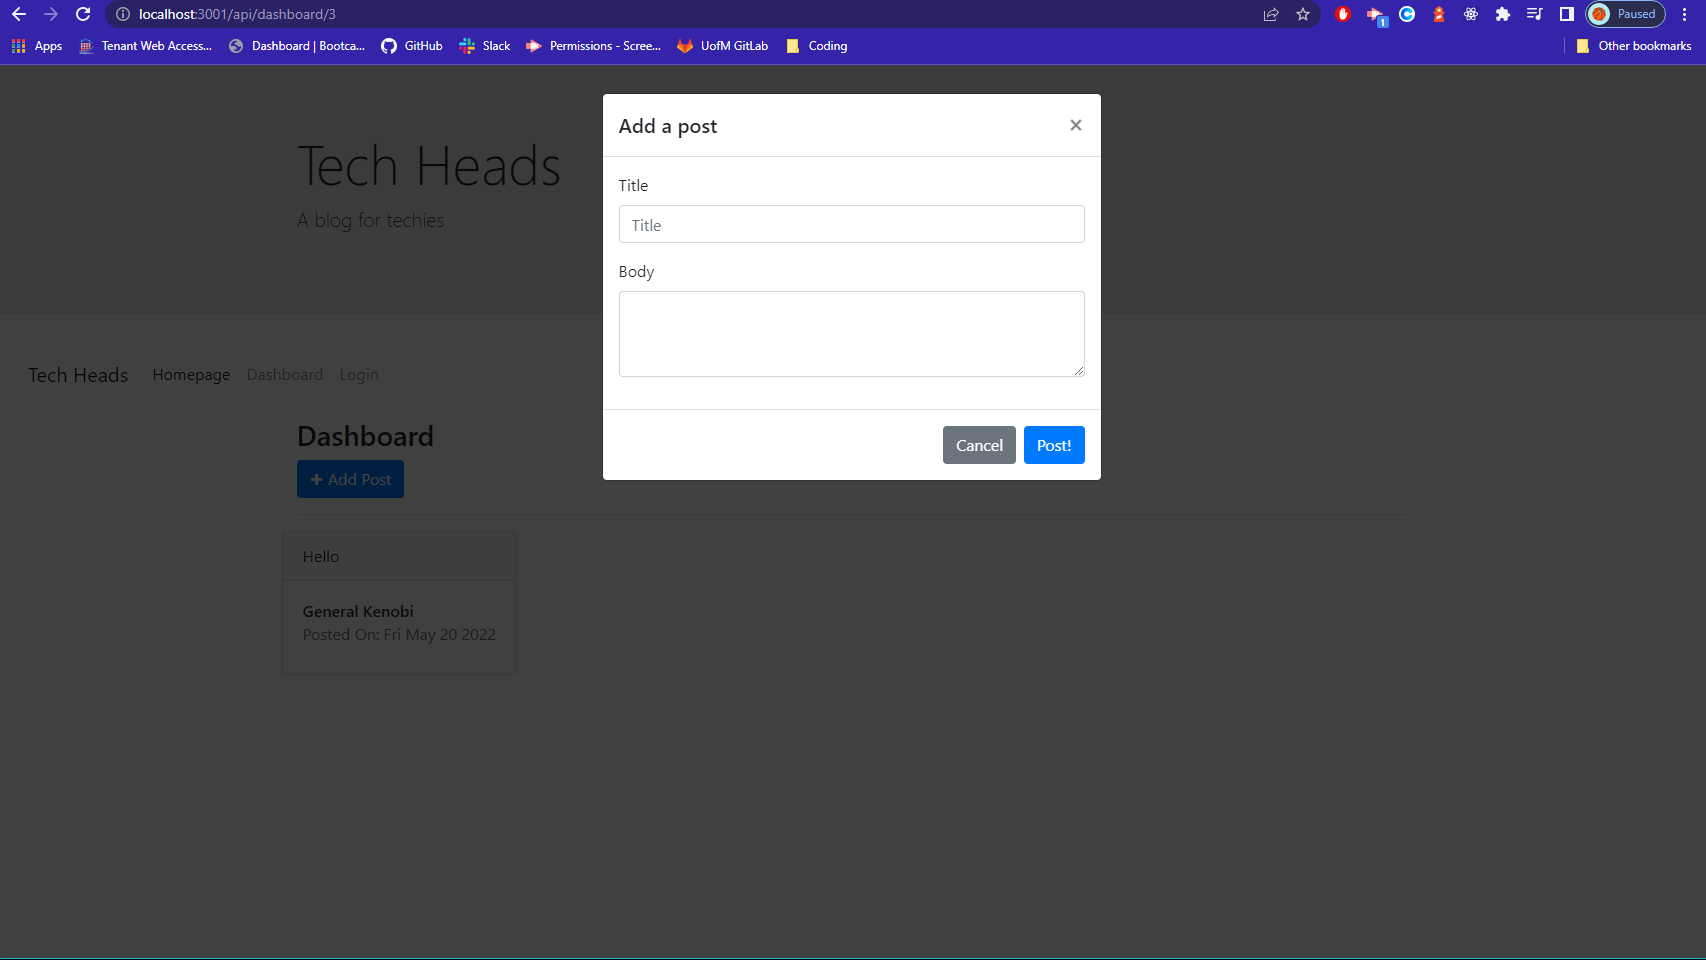 localhost:3001/api/dashboard/3
1
Paused
Apps
Tenant Web Access...
Dashboard | Bootca...
GitHub
Slack
Permissions - Scree...
UofM GitLab
Coding
Other bookmarks
Add a post
×
Title
Title
Body
Cancel
Post!
Tech Heads
A blog for techies
Tech Heads
Homepage
Dashboard
Login
Dashboard
+ Add Post
Hello
General Kenobi
Posted On: Fri May 20 2022